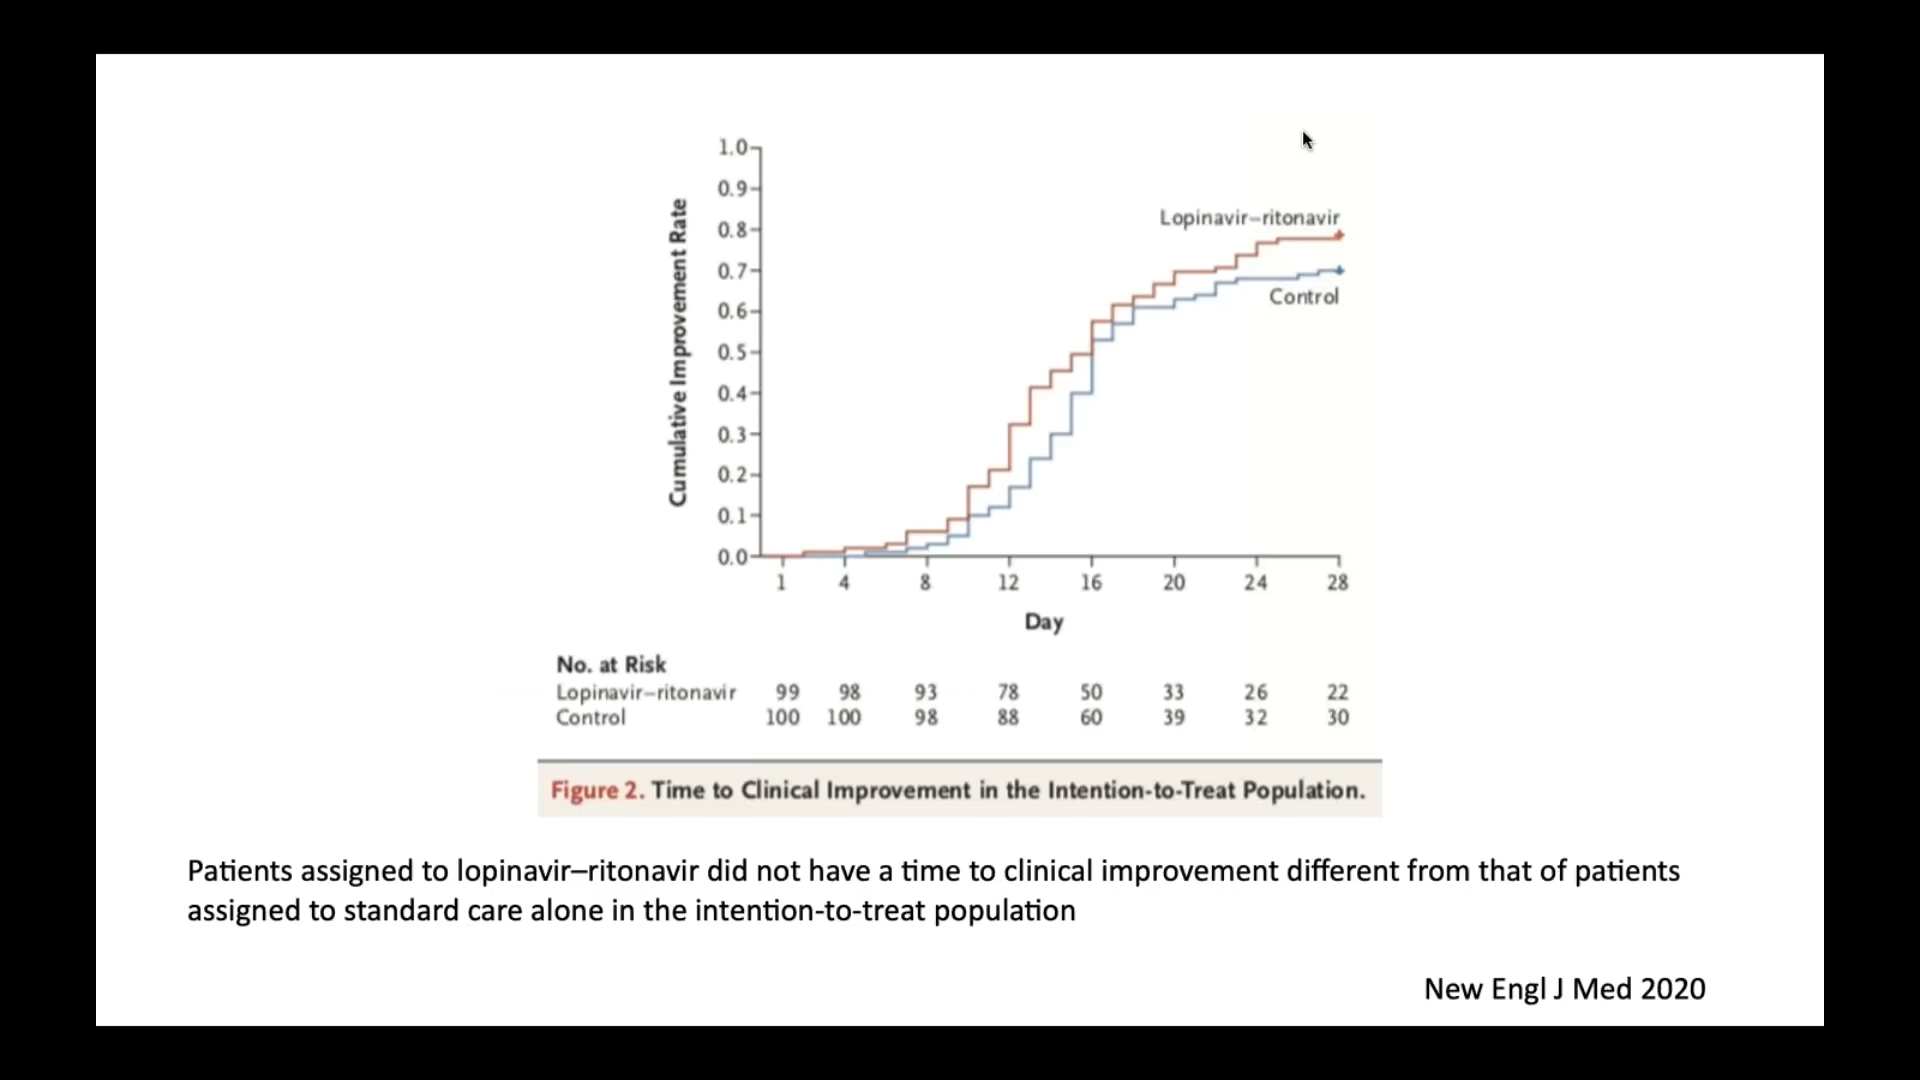 1.0
0.9
0.8
0.7
0.6
0.5
0.4
0.3
0.2
0.1
0.0
Cumulative Improvement Rate
Lopinavir–ritonavir
Control
1 4 8 12 16 20 24 28
Day
No. at Risk
Lopinavir–ritonavir 99 98 93 78 50 33 26 22
Control 100 100 98 88 60 39 32 30
Figure 2. Time to Clinical Improvement in the Intention-to-Treat Population.
Patients assigned to lopinavir–ritonavir did not have a time to clinical improvement different from that of patients
assigned to standard care alone in the intention-to-treat population
New Engl J Med 2020